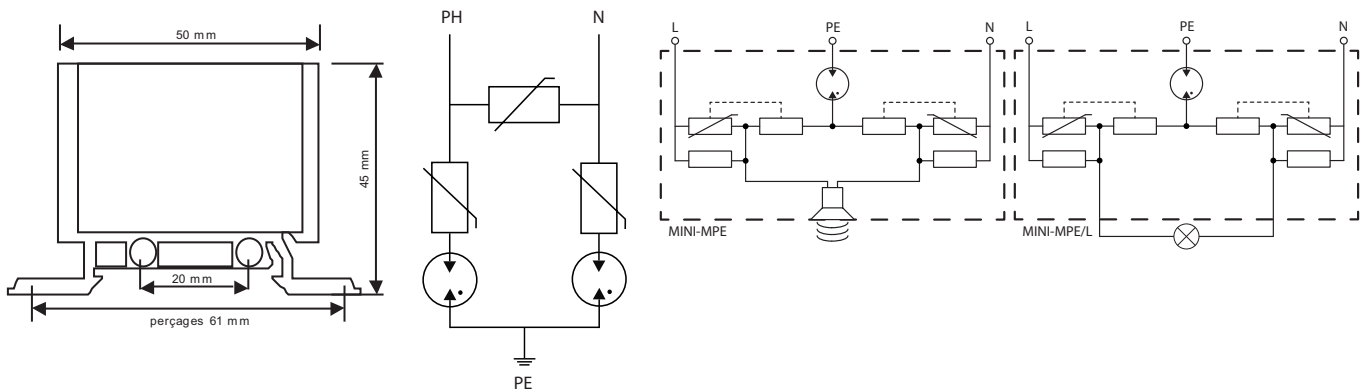 50 mm
45 mm
20 mm
perçages 61 mm
PH
N
PE
L
PE
N
MINI-MPE
L
PE
N
MINI-MPE/L